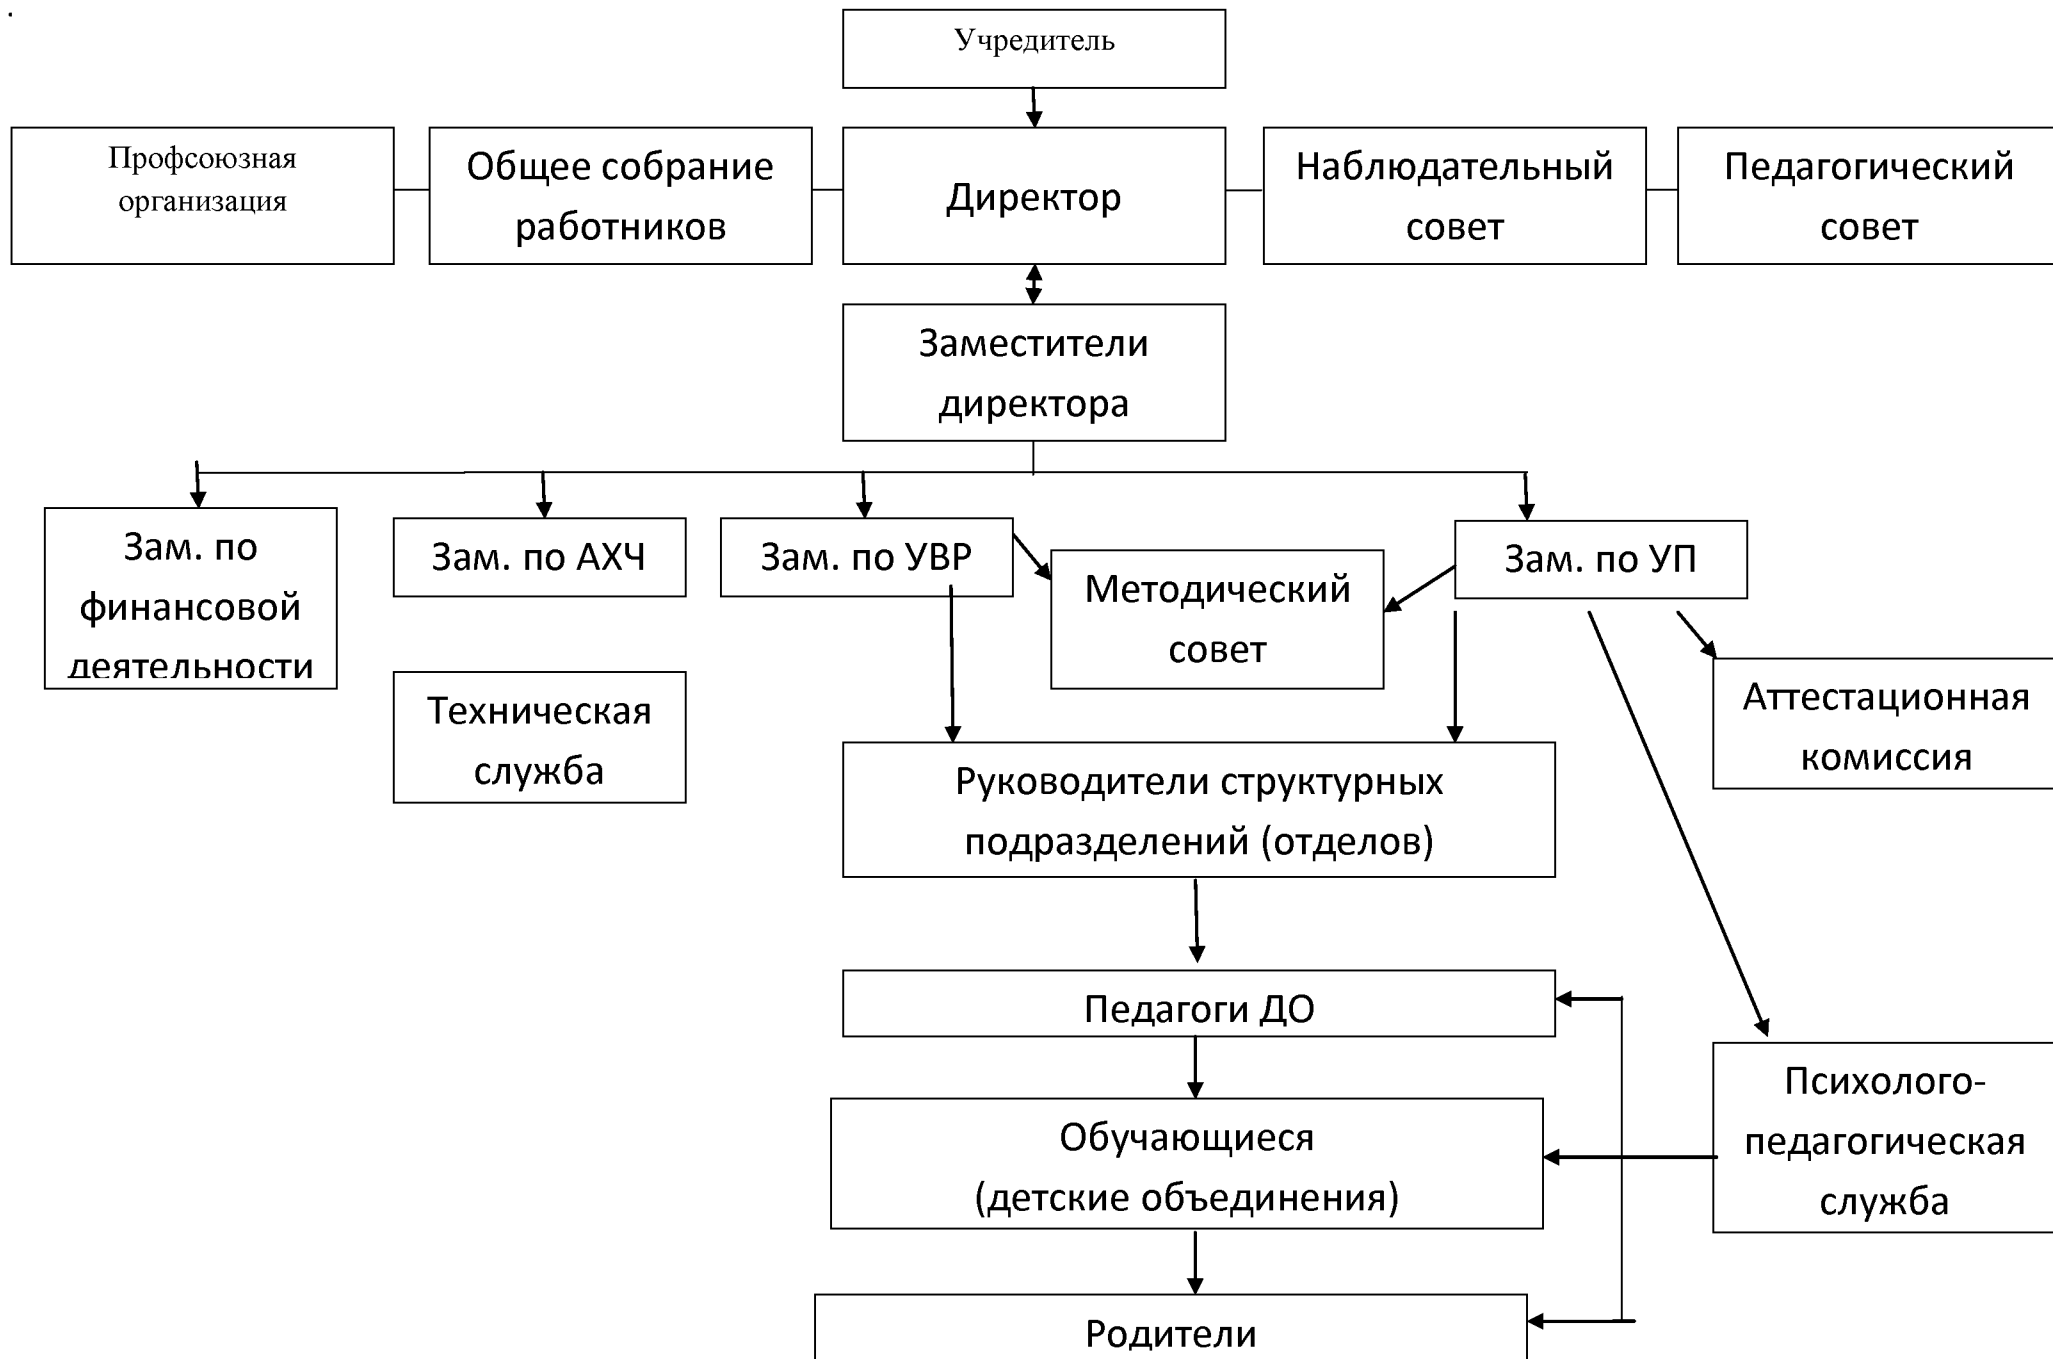 .
Учредитель
Профсоюзная
организация
Общее собрание
работников
Директор
Наблюдательный
совет
Педагогический
совет
Заместители
директора
Зам. по
финансовой
деятельности
Зам. по АХЧ
Зам. по УВР
Методический
совет
Зам. по УП
Техническая
служба
Аттестационная
комиссия
Руководители структурных
подразделений (отделов)
Педагоги ДО
Обучающиеся
(детские объединения)
Психолого-
педагогическая
служба
Родители